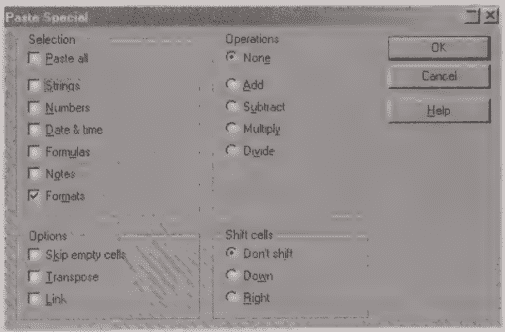 Paste Special
Selection
Paste all
Strings
Numbers
Date & time
Formulas
Notes
Formats
Operations
None
Add
Subtract
Multiply
Divide
OK
Cancel
Help
Options
Skip empty cells
Transpose
Link
Shift cells
Don't shift
Down
Right